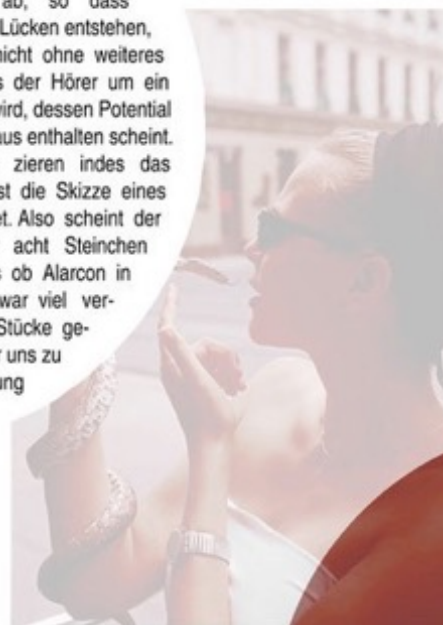 ab, so dass
Lücken entstehen,
nicht ohne weiteres
s der Hörer um ein
vird, dessen Potential
aus enthalten scheint.
zieren indes das
st die Skizze eines
et. Also scheint der
acht Steinchen
s ob Alarcon in
war viel ver-
Stücke ge-
r uns zu
ung